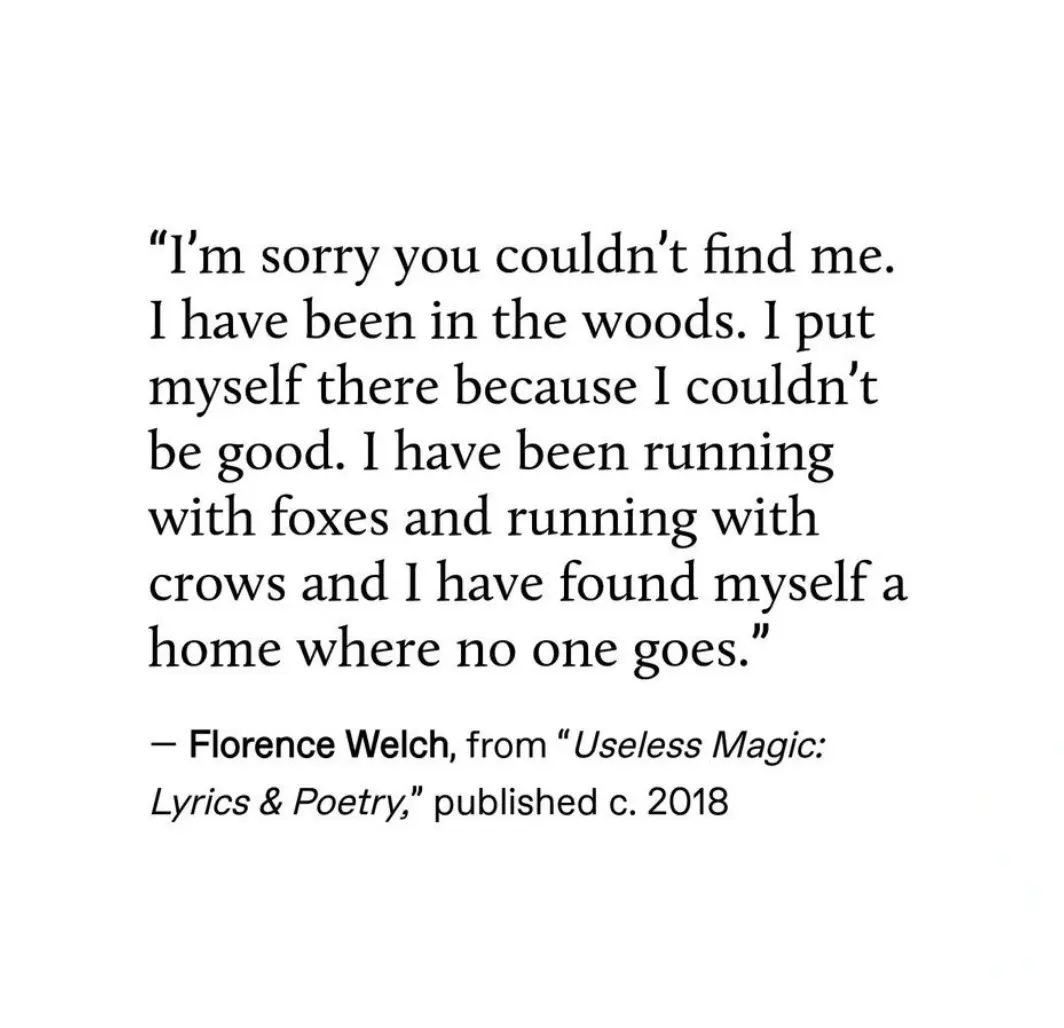 “I’m sorry you couldn’t find me.
I have been in the woods. I put
myself there because I couldn’t
be good. I have been running
with foxes and running with
crows and I have found myself a
home where no one goes.”
— Florence Welch, from “Useless Magic:
Lyrics & Poetry,” published c. 2018